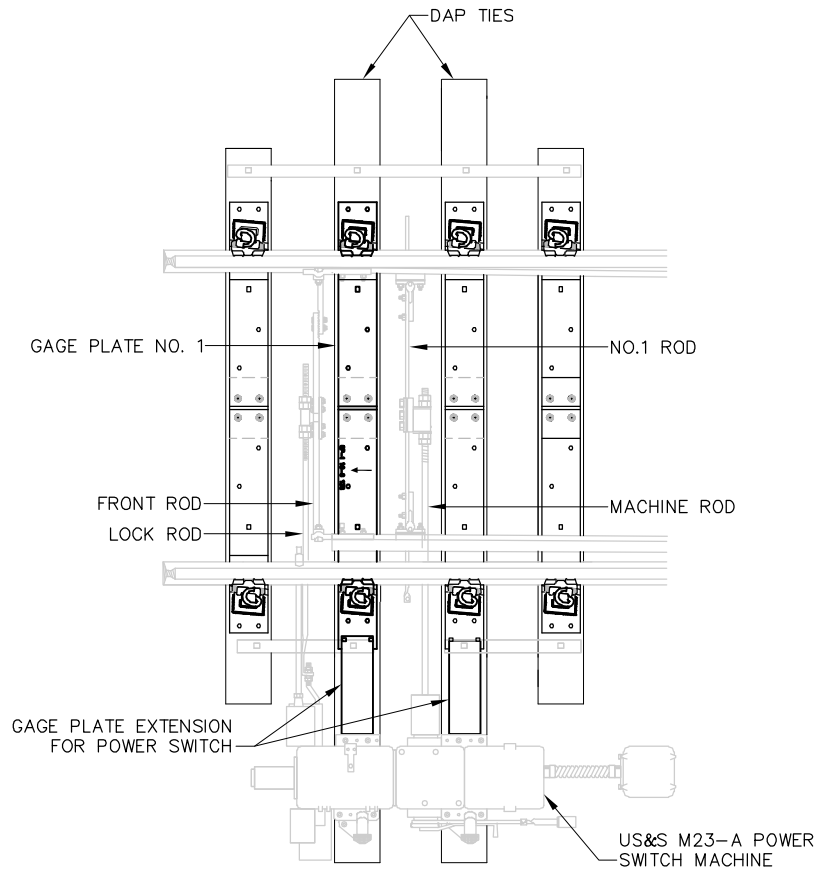 DAP TIES
GAGE PLATE NO. 1
NO.1 ROD
FRONT ROD
MACHINE ROD
LOCK ROD
GAGE PLATE EXTENSION
FOR POWER SWITCH
US&S M23-A POWER
SWITCH MACHINE